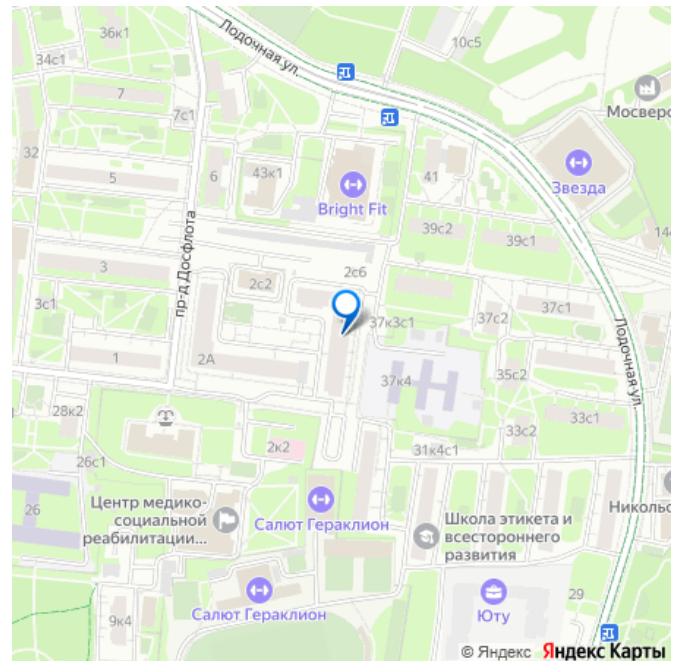 36к1
34с1
Лодочная ул.
10с5
7
7с1
Мосверс
32
5
6
43к1
41
Bright Fit
Звезда
39с2
39с1
14
пр-д Досфлота
3
2с2
2с6
3с1
37к3с1
37с2
37с1
Лодочная ул.
1
2А
37к4
35с2
28к2
33с2
33с1
2к2
31к4с1
26с1
26
Центр медико-
социальной
реабилитации...
Салют Гераклион
Школа этикета и
всестороннего
развития
Никольс
Салют Гераклион
Юту
29
9к4
© Яндекс Яндекс Карты